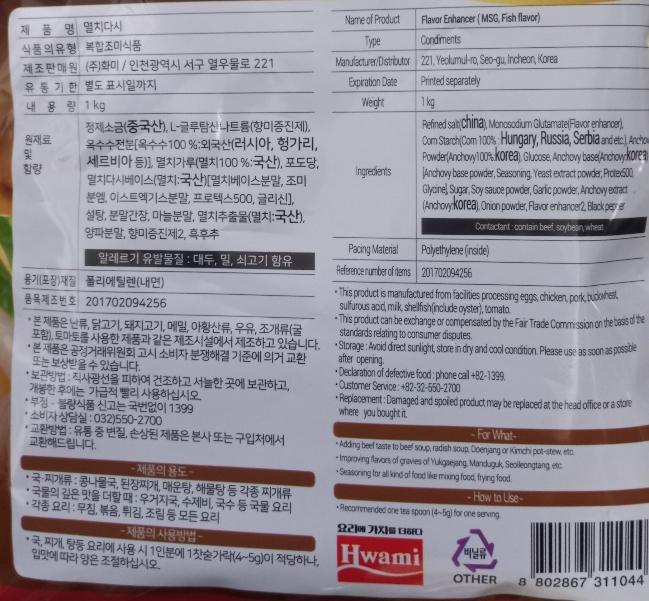 제 품 명 멸치다시
식품의유형 복합조미식품
제조판매원 (주)화미 / 인천광역시 서구 열우물로 221
유통기한 별도 표시일까지
내 용 량 1 kg
원재료 및 함량
정제소금(중국산), L-글루탐산나트륨(향미증진제),
옥수수전분[옥수수100 %:외국산(러시아, 헝가리,
세르비아 등)], 멸치가루(멸치100 %:국산), 포도당,
멸치다시베이스(멸치:국산)[멸치베이스분말, 조미
분엠, 이스트엑기스분말, 프로텍스500, 글리신],
설탕, 분말간장, 마늘분말, 멸치추출물(멸치:국산),
양파분말, 향미증진제2, 흑후추
알레르기 유발물질 : 대두, 밀, 쇠고기 함유
용기(포장)재질 폴리에틸렌(내면)
품목제조번호 201702094256
• 본 제품은 난류, 닭고기, 돼지고기, 메밀, 아황산류, 우유, 조개류(굴
포함), 토마토를 사용한 제품과 같은 제조시설에서 제조하고 있습니다.
• 본 제품은 공정거래위원회 고시 소비자 분쟁해결 기준에 의거 교환
또는 보상받을 수 있습니다.
• 보관방법 : 직사광선을 피하여 건조하고 서늘한 곳에 보관하고,
개봉한 후에는 가급적 빨리 사용하십시오.
• 부정 · 불량식품 신고는 국번없이 1399
• 소비자 상담실 : 032)550-2700
• 교환방법 : 유통 중 변질, 손상된 제품은 본사 또는 구입처에서
교환해드립니다.
- 제품의 용도 -
• 국·찌개류 : 콩나물국, 된장찌개, 매운탕, 해물탕 등 각종 찌개류
• 국물의 깊은 맛을 더할 때 : 우거지국, 수제비, 국수 등 국물 요리
• 각종 요리 : 무침, 볶음, 튀김, 조림 등 모든 요리
- 제품의 사용방법 -
• 국, 찌개, 탕등 요리에 사용 시 1인분에 1찻숟가락(4~5g)이 적당하나,
입맛에 따라 양은 조절하십시오.
Name of Product Flavor Enhancer ( MSG, Fish flavor)
Type Condiments
Manufacturer/Distributor 221, Yeolumul-ro, Seo-gu, Incheon, Korea
Expiration Date Printed separately
Weight 1 kg
Ingredients
Refined salt(china), Monosodium Glutamate(Flavor enhancer),
Corn Starch(Corn 100% : Hungary, Russia, Serbia and etc.), Anchovy
Powder(Anchovy100%:korea), Glucose, Anchovy base(Anchovy:korea)
[Anchovy base powder, Seasoning, Yeast extract powder, Protex500,
Glycine], Sugar, Soy sauce powder, Garlic powder, Anchovy extract
(Anchovy:korea), Onion powder, Flavor enhancer2, Black pepper
Contactant : contain beef, soybean, wheat
Pacing Material Polyethylene (inside)
Reference number of items 201702094256
• This product is manufactured from facilities processing eggs, chicken, pork, buckwheat,
sulfurous acid, milk, shellfish(include oyster), tomato.
• This product can be exchange or compensated by the Fair Trade Commission on the basis of the
standards relating to consumer disputes.
• Storage : Avoid direct sunlight, store in dry and cool condition. Please use as soon as possible
after opening.
• Declaration of defective food : phone call +82-1399.
• Customer Service : +82-32-550-2700
• Replacement : Damaged and spoiled product may be replaced at the head office or a store
where you bought it.
- For What-
• Adding beef taste to beef soup, radish soup, Doenjang or Kimchi pot-stew, etc.
• Improving flavors of gravies of Yukgaejang, Manduguk, Seolleongtang, etc.
• Seasoning for all kind of food like mixing food, frying food.
- How to Use-
• Recommended one tea spoon (4~5g) for one serving.
요리에 가치를 더하다
Hwami
비닐류
OTHER
8 802867 311044